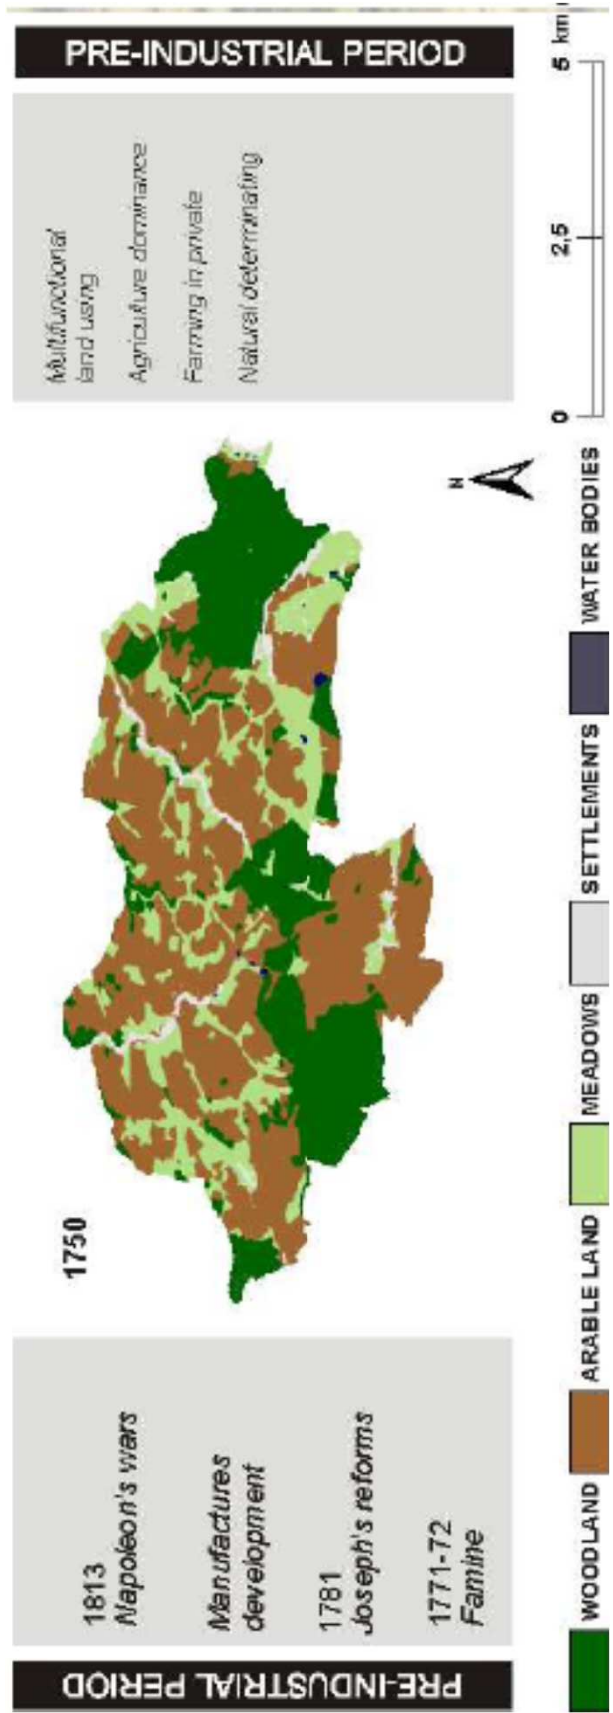 PRE-INDUSTRIAL PERIOD
1813
Napoleon's wars
Manufactures
development
1781
Joseph's reforms
1771-72
Famine
1750
N
Multifunctional
land using
Agriculture dominance
Farming in private
Natural determinating
PRE-INDUSTRIAL PERIOD
0 2,5 5 km
WOODLAND
ARABLE LAND
MEADOWS
SETTLEMENTS
WATER BODIES